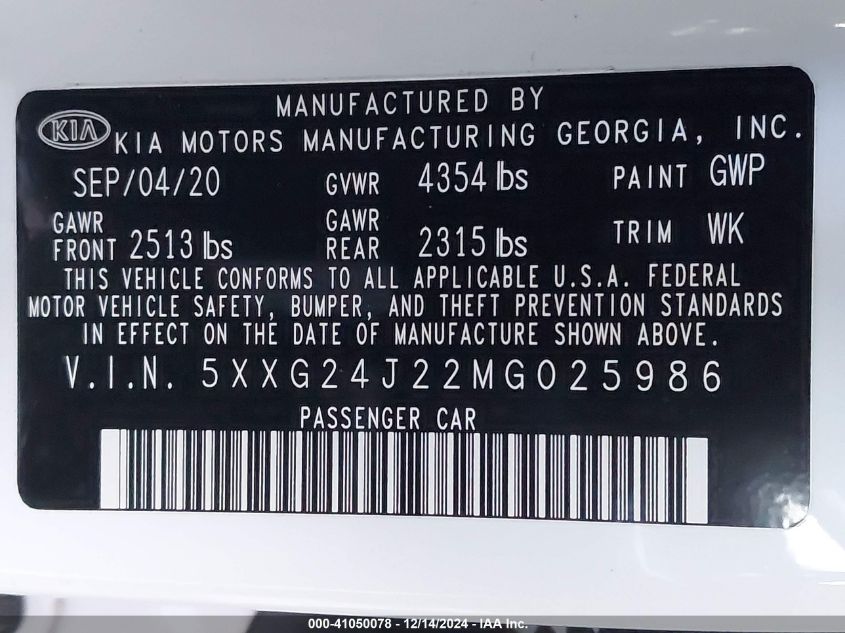 MANUFACTURED BY
KIA KIA MOTORS MANUFACTURING GEORGIA, INC.
SEP/04/20 GVWR 4354 lbs PAINT GWP
GAWR FRONT 2513 lbs GAWR REAR 2315 lbs TRIM WK
THIS VEHICLE CONFORMS TO ALL APPLICABLE U.S.A. FEDERAL
MOTOR VEHICLE SAFETY, BUMPER, AND THEFT PREVENTION STANDARDS
IN EFFECT ON THE DATE OF MANUFACTURE SHOWN ABOVE.
V.I.N. 5XXG24J22MG025986
PASSENGER CAR
000-41050078 - 12/14/2024 - IAA Inc.